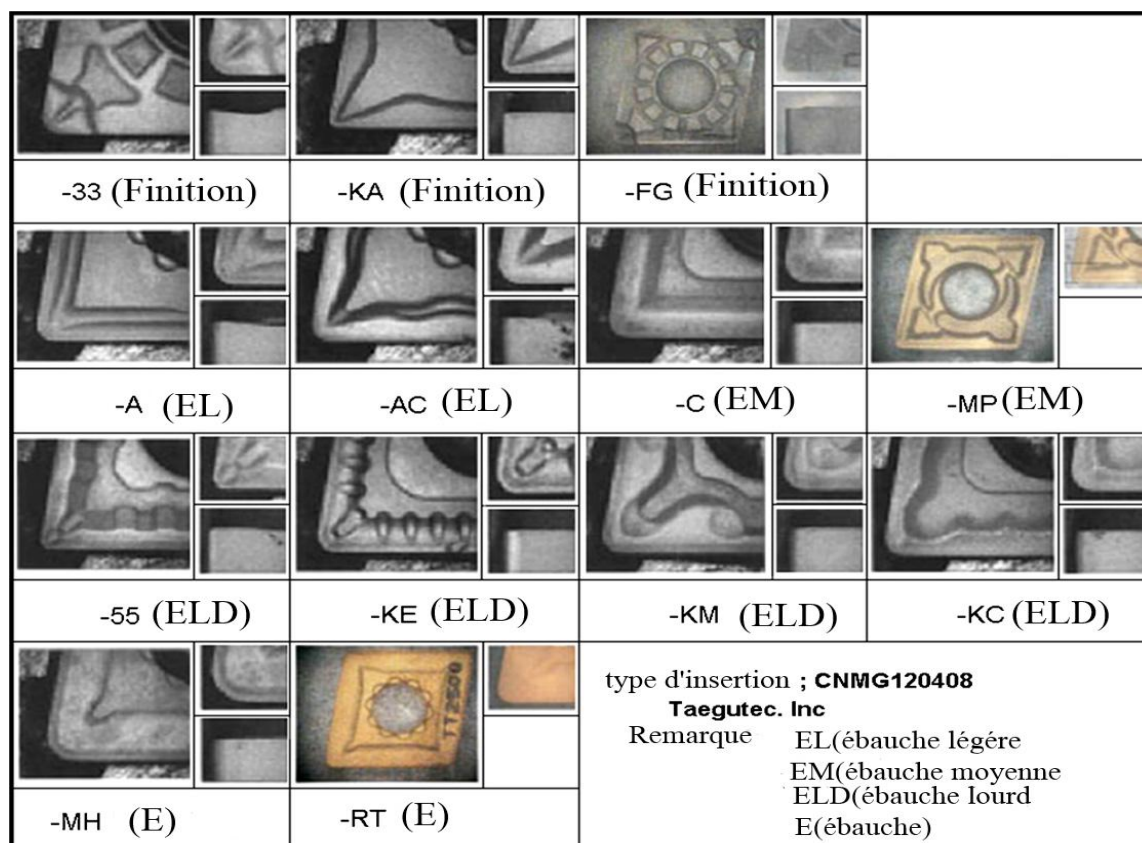 -33 (Finition)
-KA (Finition)
-FG (Finition)
-A (EL)
-AC (EL)
-C (EM)
-MP (EM)
-55 (ELD)
-KE (ELD)
-KM (ELD)
-KC (ELD)
TT2500
-MH (E)
-RT (E)
type d'insertion ; CNMG120408
Taegutec. Inc
Remarque EL(ébauche légére
EM(ébauche moyenne
ELD(ébauche lourd
E(ébauche)